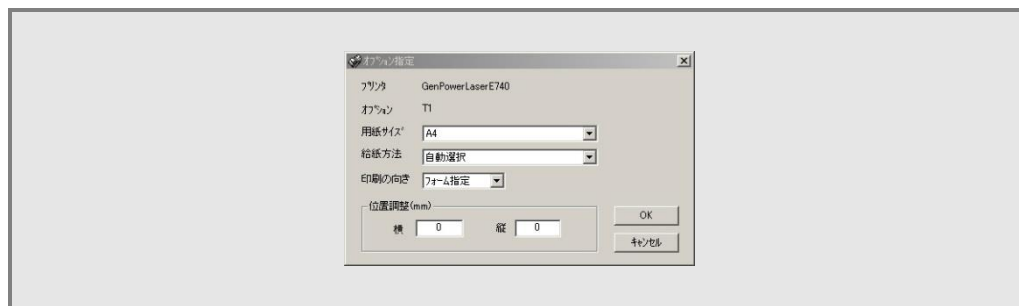 オプション指定
プリンタ GenPowerLaserE740
オプション T1
用紙サイズ A4
給紙方法 自動選択
印刷の向き フォーム指定
位置調整(mm)
横 0 縦 0
OK
キャンセル